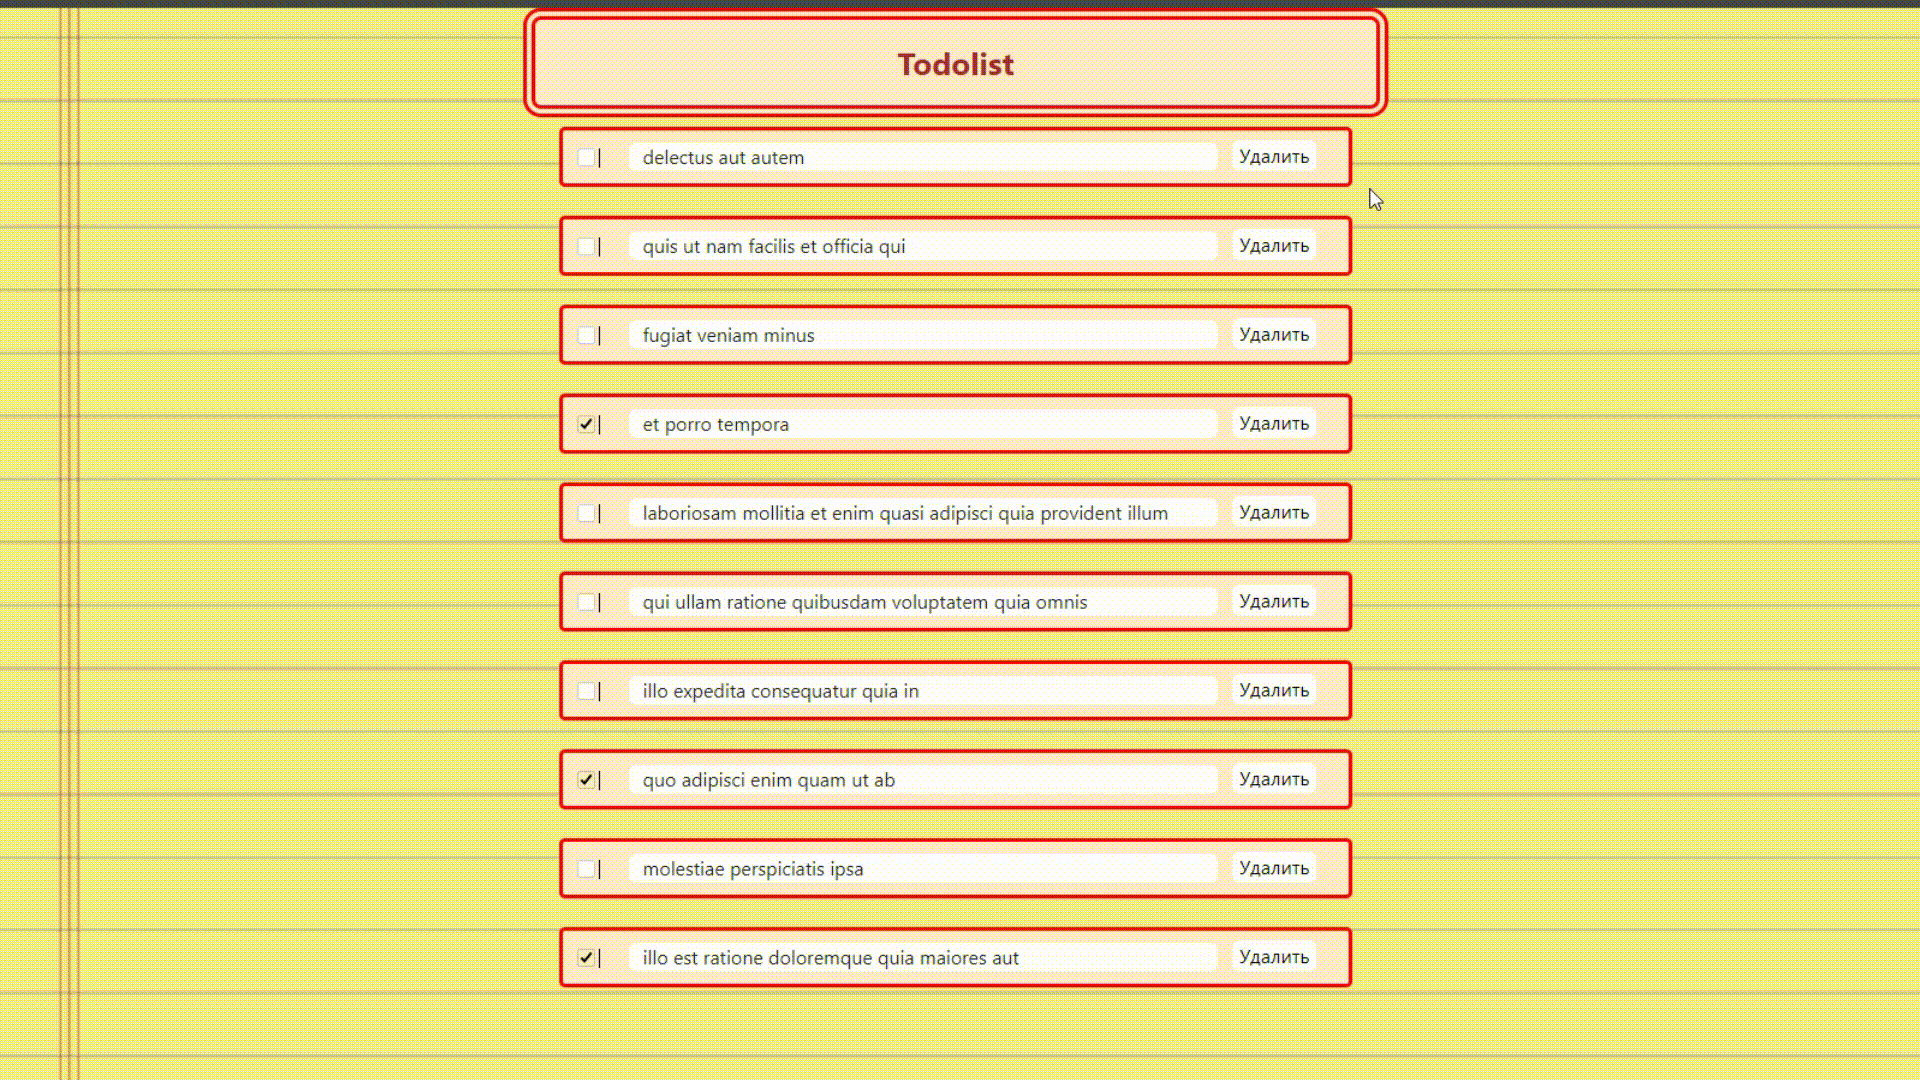 Todolist
delectus aut autem Удалить
quis ut nam facilis et officia qui Удалить
fugiat veniam minus Удалить
et porro tempora Удалить
laboriosam mollitia et enim quasi adipisci quia provident illum Удалить
qui ullam ratione quibusdam voluptatem quia omnis Удалить
illo expedita consequatur quia in Удалить
quo adipisci enim quam ut ab Удалить
molestiae perspiciatis ipsa Удалить
illo est ratione doloremque quia maiores aut Удалить